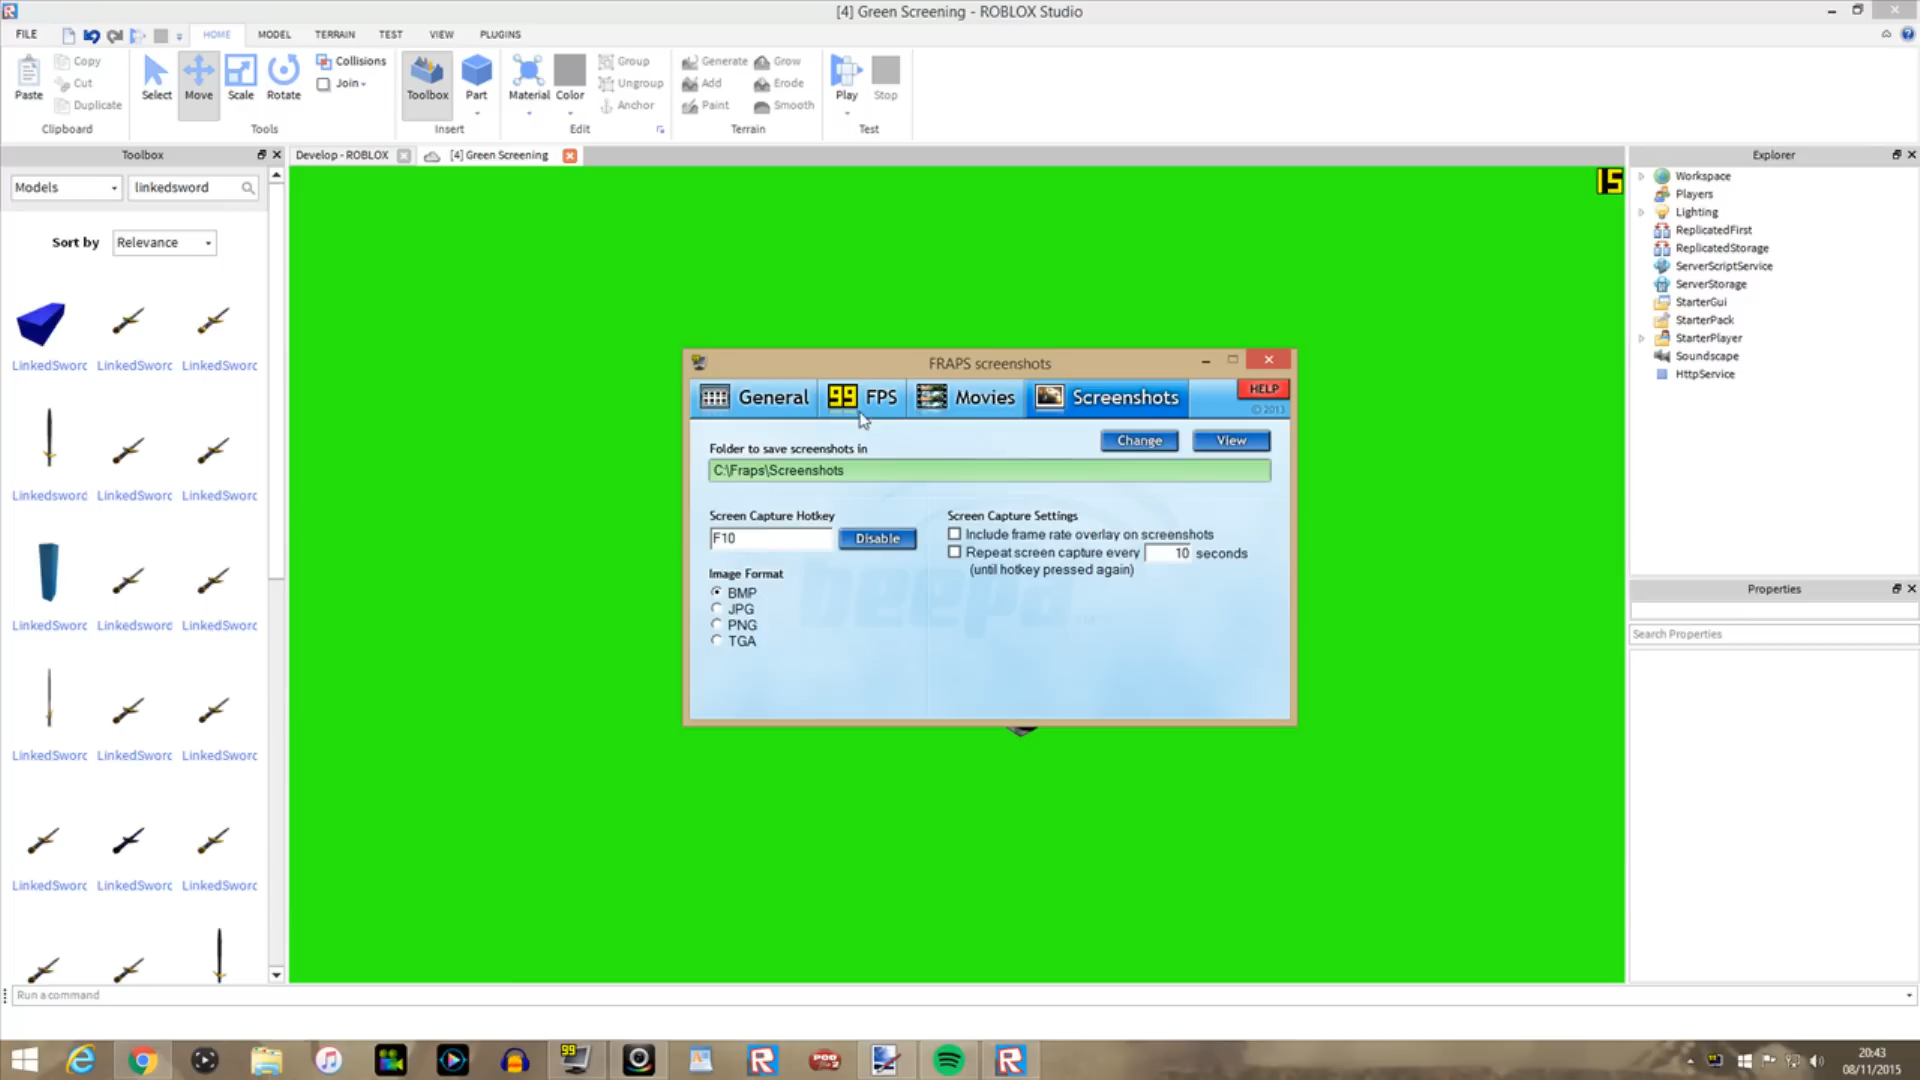 [4] Green Screening - ROBLOX Studio
FILE HOME MODEL TERRAIN TEST VIEW PLUGINS
Paste Copy Cut Duplicate
Select Move Scale Rotate
Collisions
Join
Toolbox Part
Material Color
Group
Ungroup
Anchor
Generate Grow
Add Erode
Paint Smooth
Play Stop
Clipboard Tools Insert Edit Terrain Test
Toolbox
Develop - ROBLOX [4] Green Screening
Explorer
Models linkedsword
Sort by Relevance
LinkedSworc LinkedSworc LinkedSworc
Linkedsworc LinkedSworc LinkedSworc
LinkedSworc LinkedSworc LinkedSworc
LinkedSworc LinkedSworc LinkedSworc
LinkedSworc LinkedSworc LinkedSworc
15
FRAPS screenshots
General 99 FPS Movies Screenshots HELP
© 2013
Folder to save screenshots in Change View
C:\Fraps\Screenshots
Screen Capture Hotkey
F10 Disable
Image Format
BMP
JPG
PNG
TGA
Screen Capture Settings
Include frame rate overlay on screenshots
Repeat screen capture every 10 seconds
(until hotkey pressed again)
beepa
Workspace
Players
Lighting
ReplicatedFirst
ReplicatedStorage
ServerScriptService
ServerStorage
StarterGui
StarterPack
StarterPlayer
Soundscape
HttpService
Properties
Search Properties
Run a command
99
POD
20:43
08/11/2015